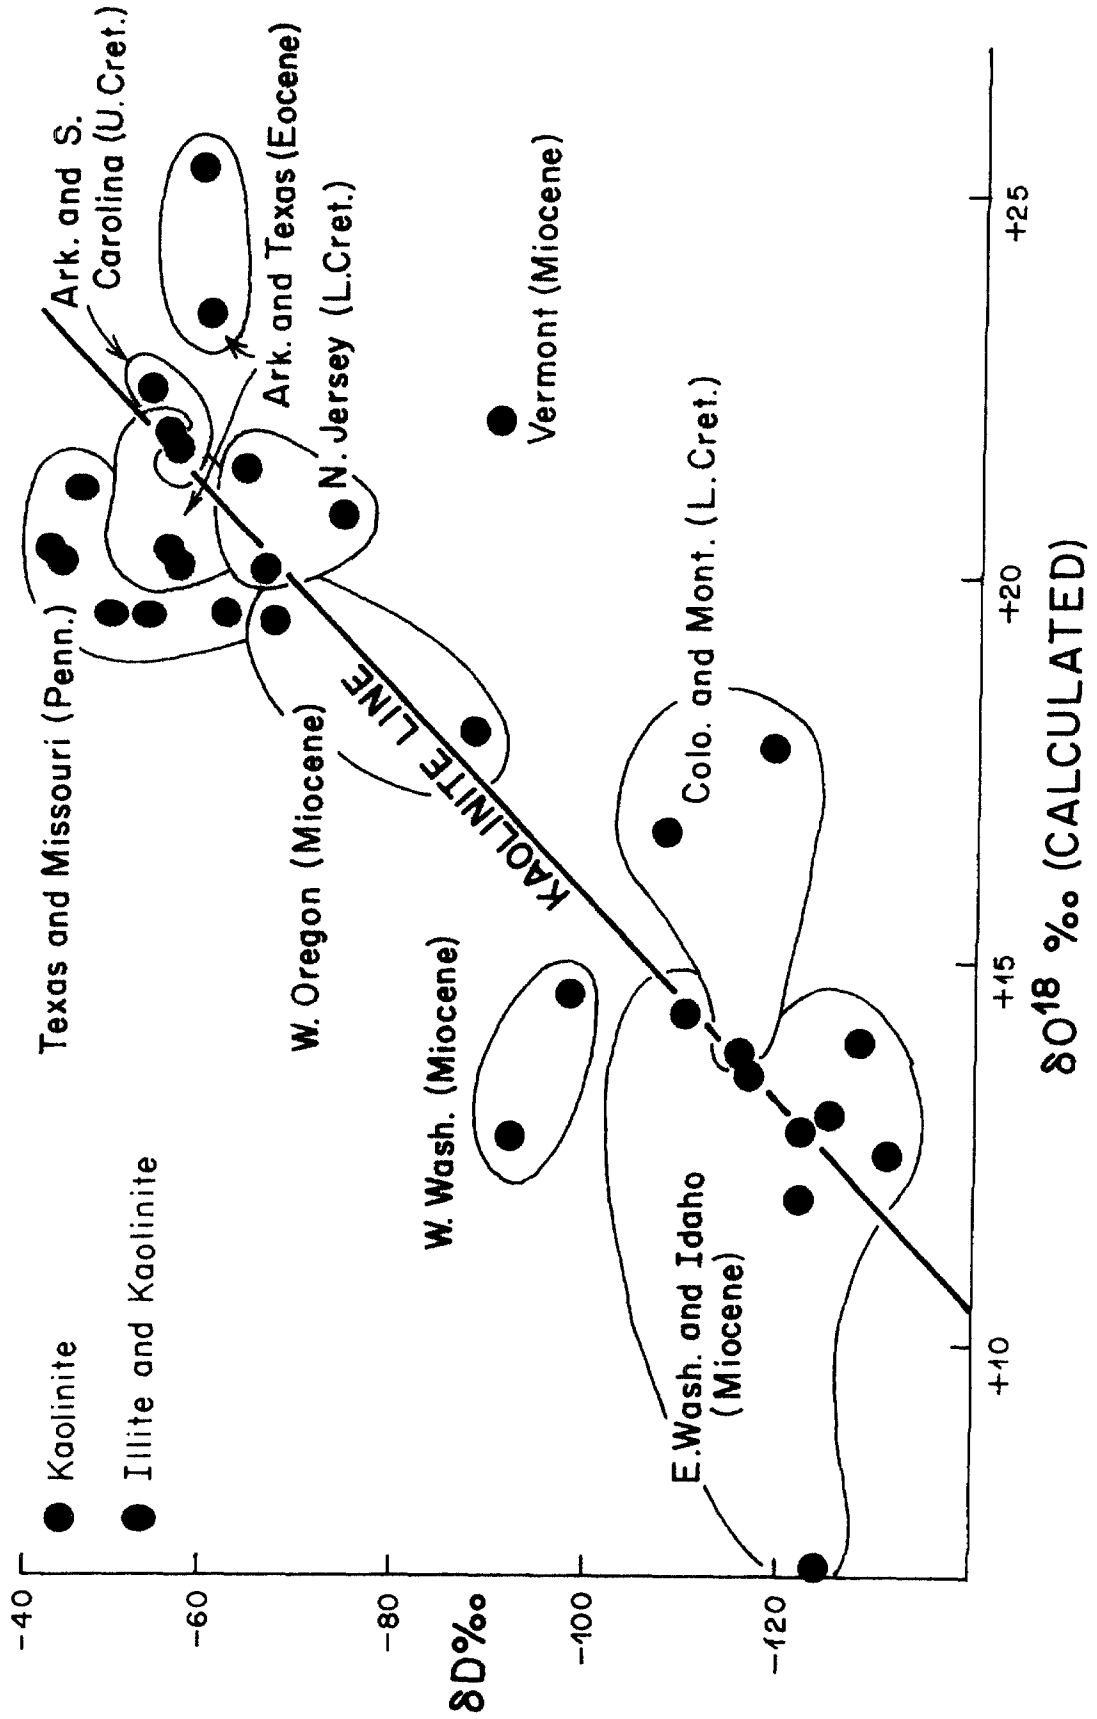 -40
-60
-80
-100
-120
δD‰
Kaolinite
Illite and Kaolinite
Texas and Missouri (Penn.)
Ark. and S.
Carolina (U.Cret.)
Ark. and Texas (Eocene)
N. Jersey (L.Cret.)
W. Oregon (Miocene)
KAOLINITE LINE
W. Wash. (Miocene)
Vermont (Miocene)
Colo. and Mont. (L. Cret.)
E.Wash. and Idaho
(Miocene)
+10
+15
+20
+25
δO¹⁸ ‰ (CALCULATED)